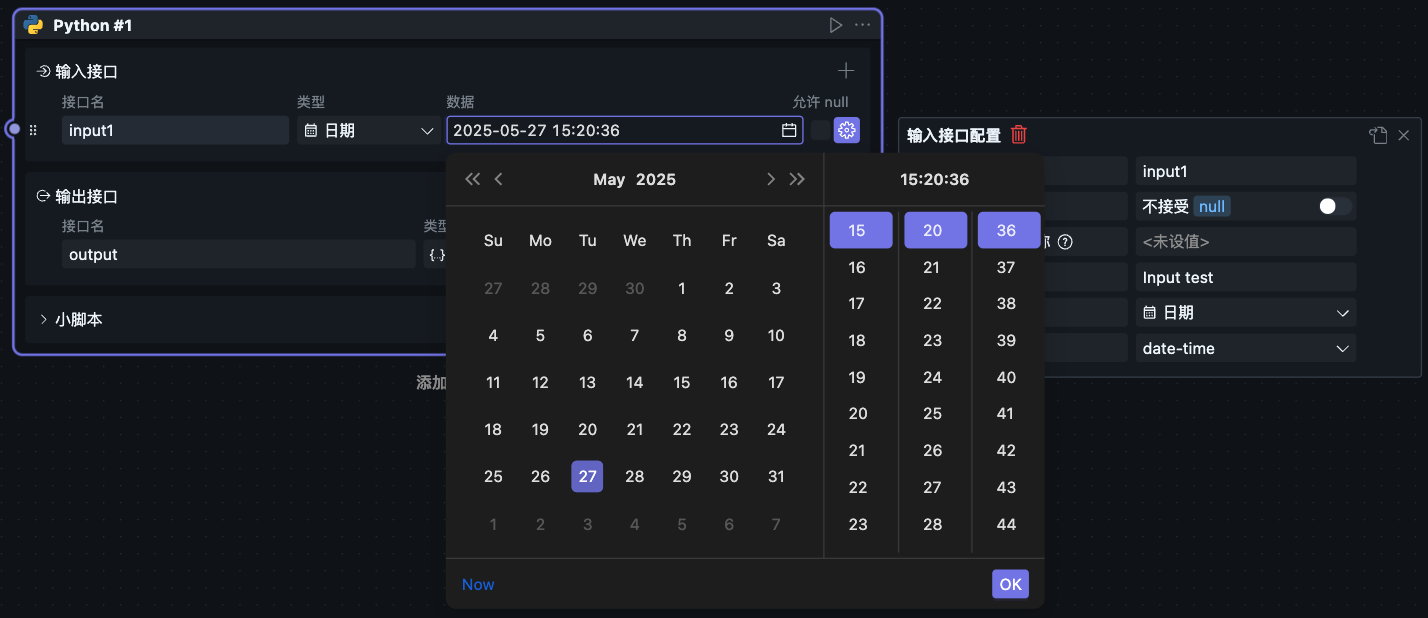 Python #1
输入接口
接口名 类型 数据 允许 null
input1 日期 2025-05-27 15:20:36
输出接口
接口名 类型
output {..}
小脚本
添加
May 2025
Su Mo Tu We Th Fr Sa
27 28 29 30 1 2 3
4 5 6 7 8 9 10
11 12 13 14 15 16 17
18 19 20 21 22 23 24
25 26 27 28 29 30 31
1 2 3 4 5 6 7
15:20:36
15 20 36
16 21 37
17 22 38
18 23 39
19 24 40
20 25 41
21 26 42
22 27 43
23 28 44
Now OK
输入接口配置
input1
不接受 null
<未设值>
Input test
日期
date-time